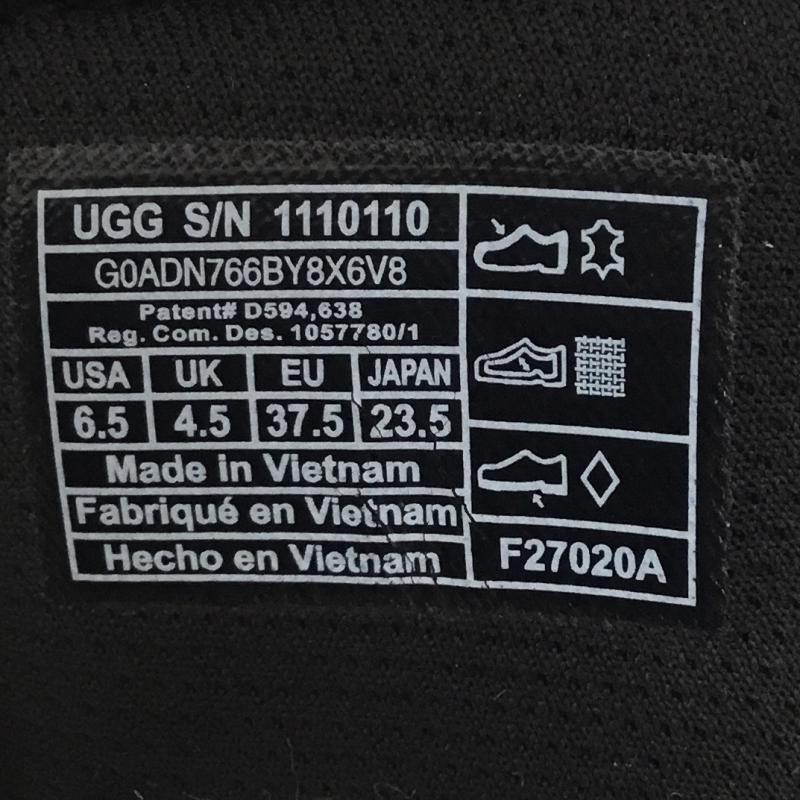 UGG S/N 1110110
G0ADN766BY8X6V8
Patent# D594,638
Reg. Com. Des. 1057780/1
USA UK EU JAPAN
6.5 4.5 37.5 23.5
Made in Vietnam
Fabriqué en Vietnam
Hecho en Vietnam
F27020A